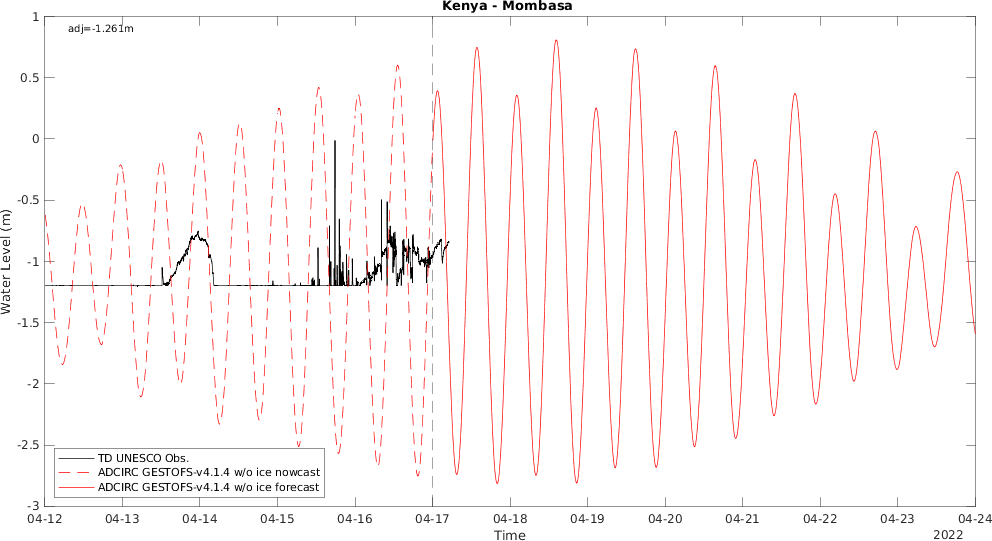 Kenya - Mombasa
adj=-1.261m
Water Level (m)
1
0.5
0
-0.5
-1
-1.5
-2
-2.5
-3
TD UNESCO Obs.
ADCIRC GESTOFS-v4.1.4 w/o ice nowcast
ADCIRC GESTOFS-v4.1.4 w/o ice forecast
04-12 04-13 04-14 04-15 04-16 04-17 04-18 04-19 04-20 04-21 04-22 04-23 04-24
Time
2022